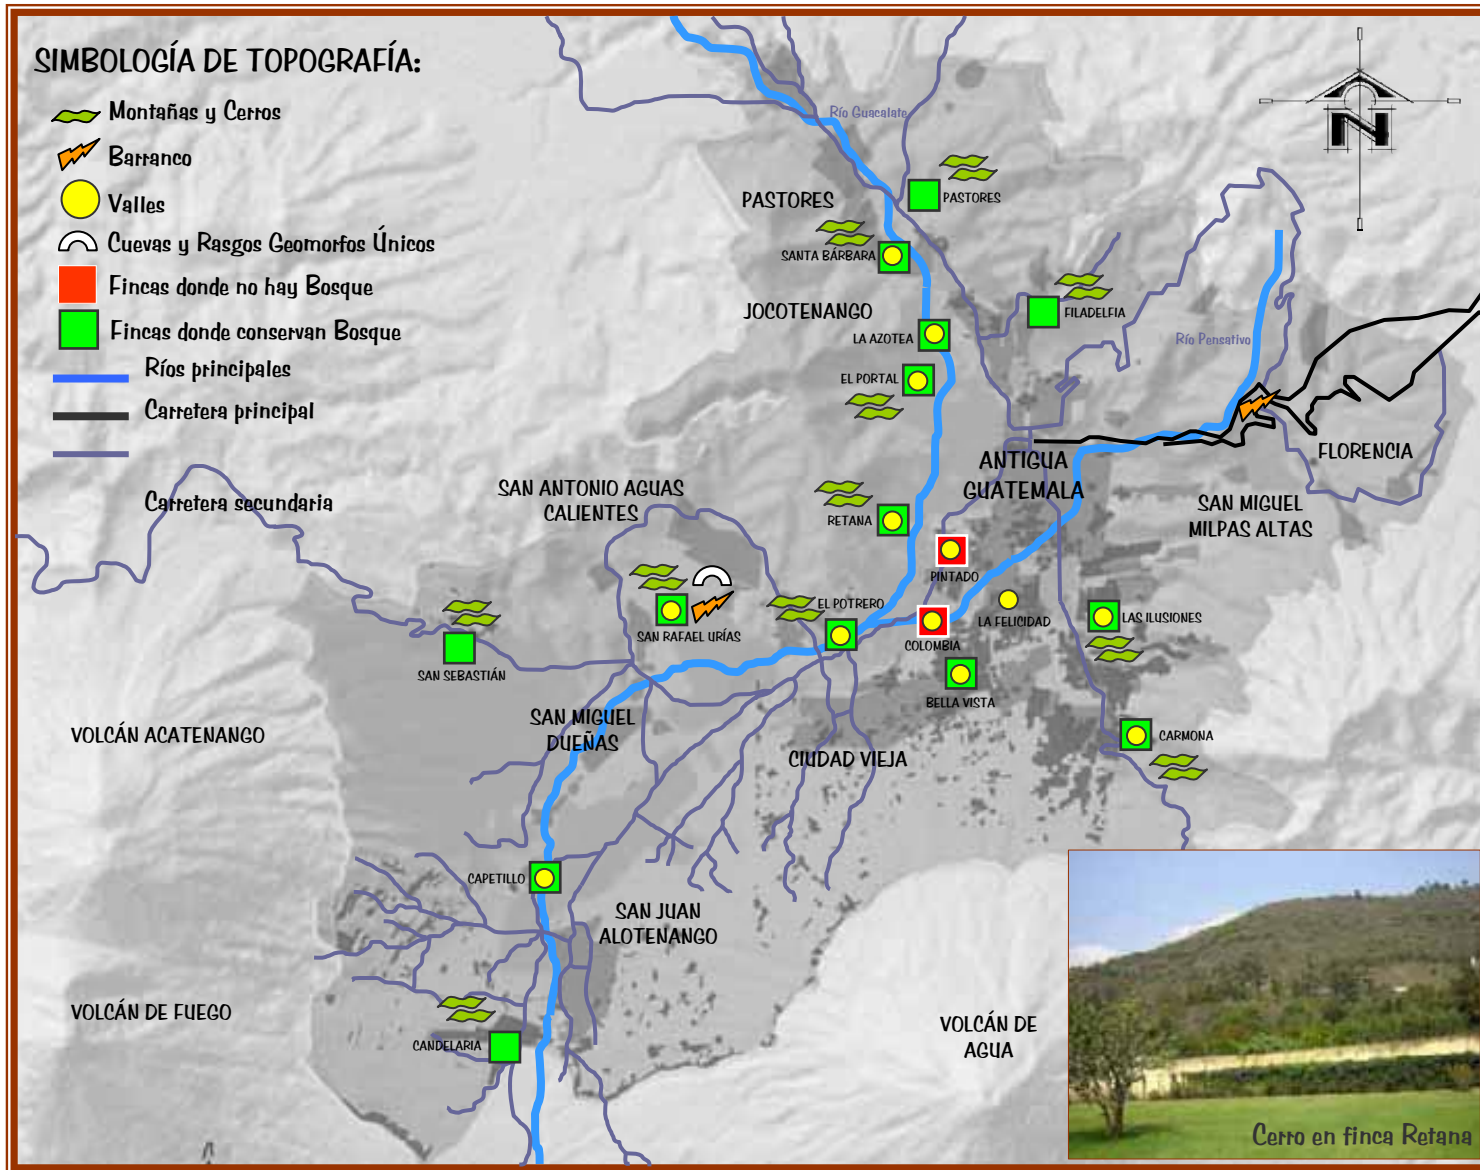 SIMBOLOGÍA DE TOPOGRAFÍA:
Montañas y Cerros
Barranco
Valles
Cuevas y Rasgos Geomorfos Únicos
Fincas donde no hay Bosque
Fincas donde conservan Bosque
Ríos principales
Carretera principal
Carretera secundaria
N
Río Guacalate
PASTORES
PASTORES
SANTA BÁRBARA
JOCOTENANGO
FILADELFIA
LA AZOTEA
Río Pensativo
EL PORTAL
FLORENCIA
ANTIGUA
GUATEMALA
SAN ANTONIO AGUAS
CALIENTES
SAN MIGUEL
MILPAS ALTAS
RETANA
PINTADO
EL POTRERO
LA FELICIDAD
LAS ILUSIONES
SAN RAFAEL URÍAS
COLOMBIA
SAN SEBASTIÁN
BELLA VISTA
SAN MIGUEL
DUEÑAS
VOLCÁN ACATENANGO
CARMONA
CIUDAD VIEJA
CAPETILLO
SAN JUAN
ALOTENANGO
VOLCÁN DE FUEGO
VOLCÁN DE
AGUA
CANDELARIA
Cerro en finca Retana